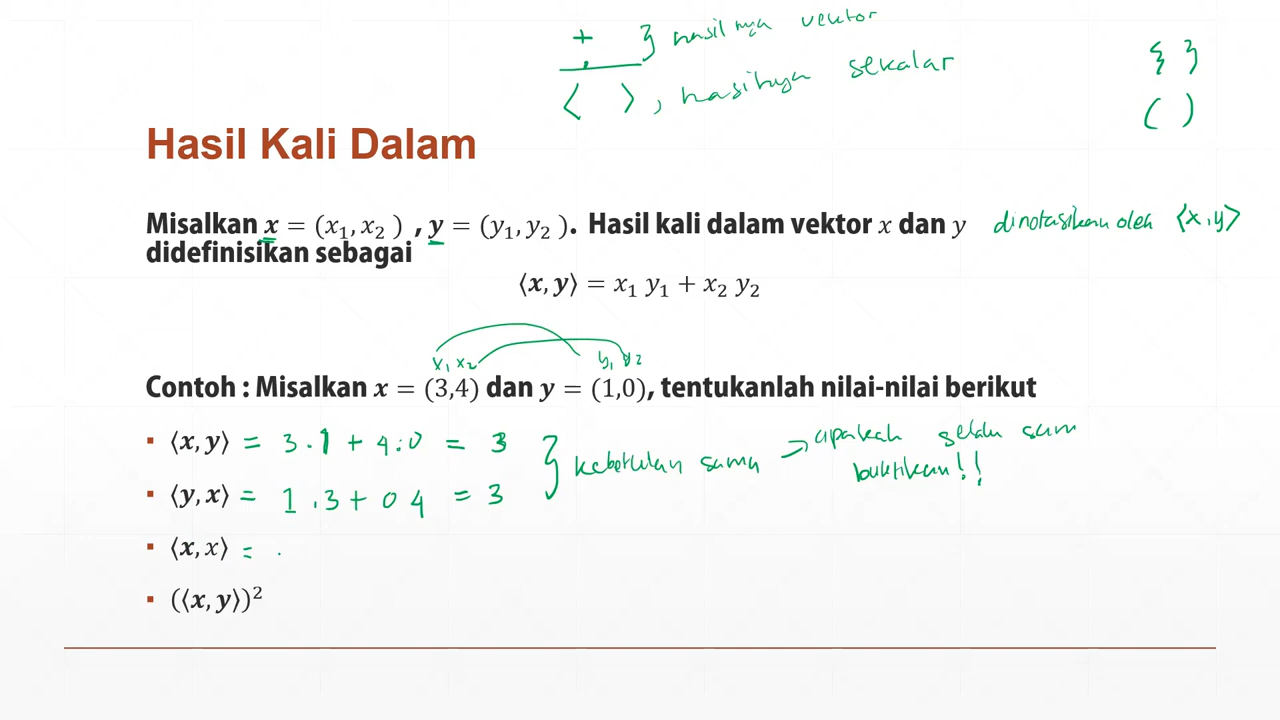 + } hasilnya vektor
.
⟨ ⟩, hasilnya sekalar
{ }
( )
Hasil Kali Dalam
Misalkan x = (x₁, x₂ ) , y = (y₁, y₂ ). Hasil kali dalam vektor x dan y dinotasikan oleh ⟨x,y⟩
didefinisikan sebagai
⟨x, y⟩ = x₁ y₁ + x₂ y₂
x₁ x₂ y₁ y₂
Contoh : Misalkan x = (3,4) dan y = (1,0), tentukanlah nilai-nilai berikut
▪ ⟨x, y⟩ = 3.1 + 4.0 = 3
} kebetulan sama → apakah selalu sama
buktikan!!
▪ ⟨y, x⟩ = 1.3 + 0 4 = 3
▪ ⟨x, x⟩ = .
▪ (⟨x, y⟩)²